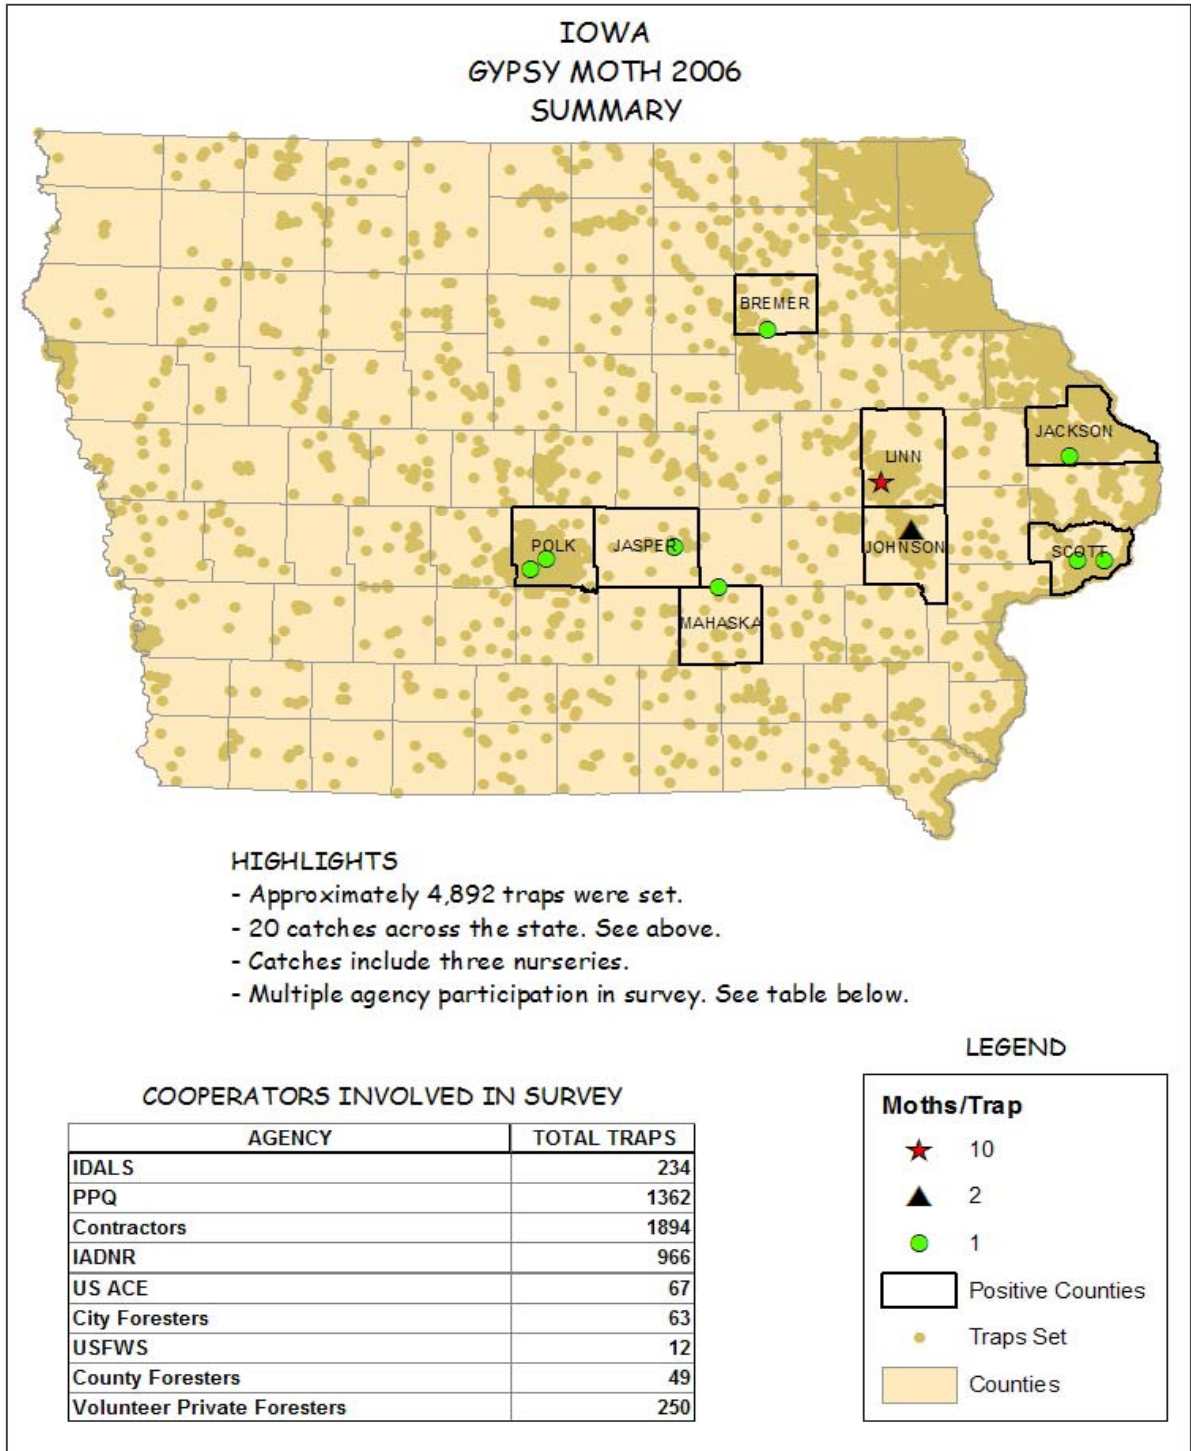 IOWA
GYPSY MOTH 2006
SUMMARY
BREMER
JACKSON
LINN
POLK
JASPER
JOHNSON
SCOTT
MAHASKA
HIGHLIGHTS
- Approximately 4,892 traps were set.
- 20 catches across the state. See above.
- Catches include three nurseries.
- Multiple agency participation in survey. See table below.
COOPERATORS INVOLVED IN SURVEY
AGENCY TOTAL TRAPS
IDALS 234
PPQ 1362
Contractors 1894
IADNR 966
US ACE 67
City Foresters 63
USFWS 12
County Foresters 49
Volunteer Private Foresters 250
LEGEND
Moths/Trap
10
2
1
Positive Counties
Traps Set
Counties